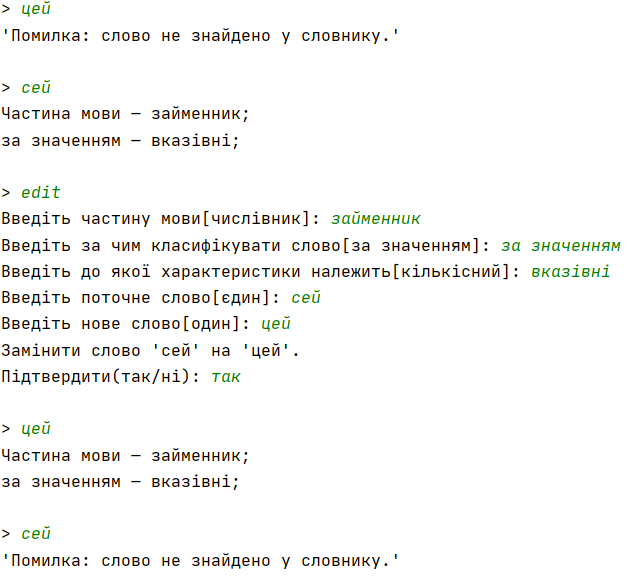 > цей
'Помилка: слово не знайдено у словнику.'
> сей
Частина мови — займенник;
за значенням — вказівні;
> edit
Введіть частину мови[числівник]: займенник
Введіть за чим класифікувати слово[за значенням]: за значенням
Введіть до якої характеристики належить[кількісний]: вказівні
Введіть поточне слово[єдин]: сей
Введіть нове слово[один]: цей
Замінити слово 'сей' на 'цей'.
Підтвердити(так/ні): так
> цей
Частина мови — займенник;
за значенням — вказівні;
> сей
'Помилка: слово не знайдено у словнику.'